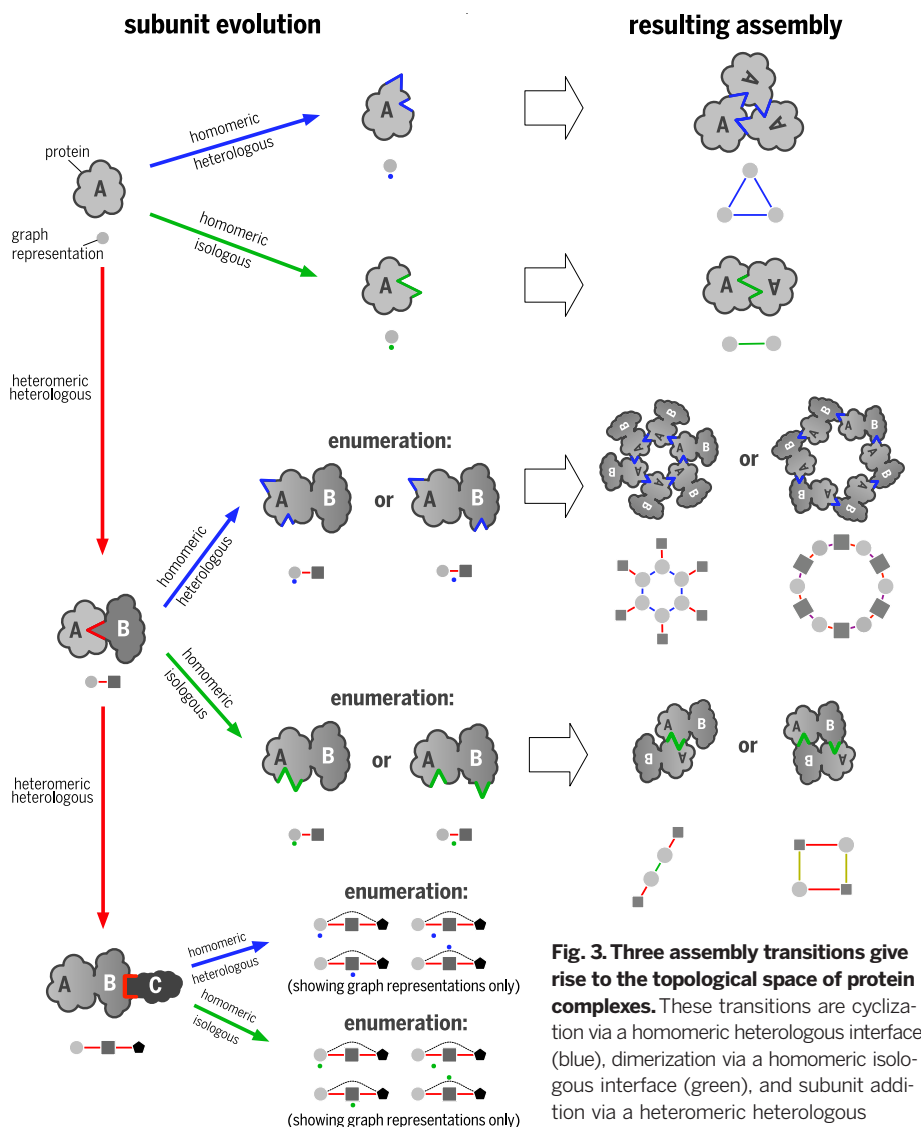 subunit evolution
resulting assembly
protein
A
graph
representation
homomeric
heterologous
A
A
A
A
homomeric
isologous
A
A
A
heteromeric
heterologous
A
B
homomeric
heterologous
enumeration:
A
B
or
A
B
A
B
A
B
A
B
A
B
A
B
A
B
or
A
B
A
B
A
B
A
B
A
B
homomeric
isologous
enumeration:
A
B
or
A
B
A
B
A
B
or
A
B
A
B
heteromeric
heterologous
A
B
C
homomeric
heterologous
enumeration:
(showing graph representations only)
homomeric
isologous
enumeration:
(showing graph representations only)
Fig. 3. Three assembly transitions give
rise to the topological space of protein
complexes. These transitions are cycliza-
tion via a homomeric heterologous interface
(blue), dimerization via a homomeric isolo-
gous interface (green), and subunit addi-
tion via a heteromeric heterologous